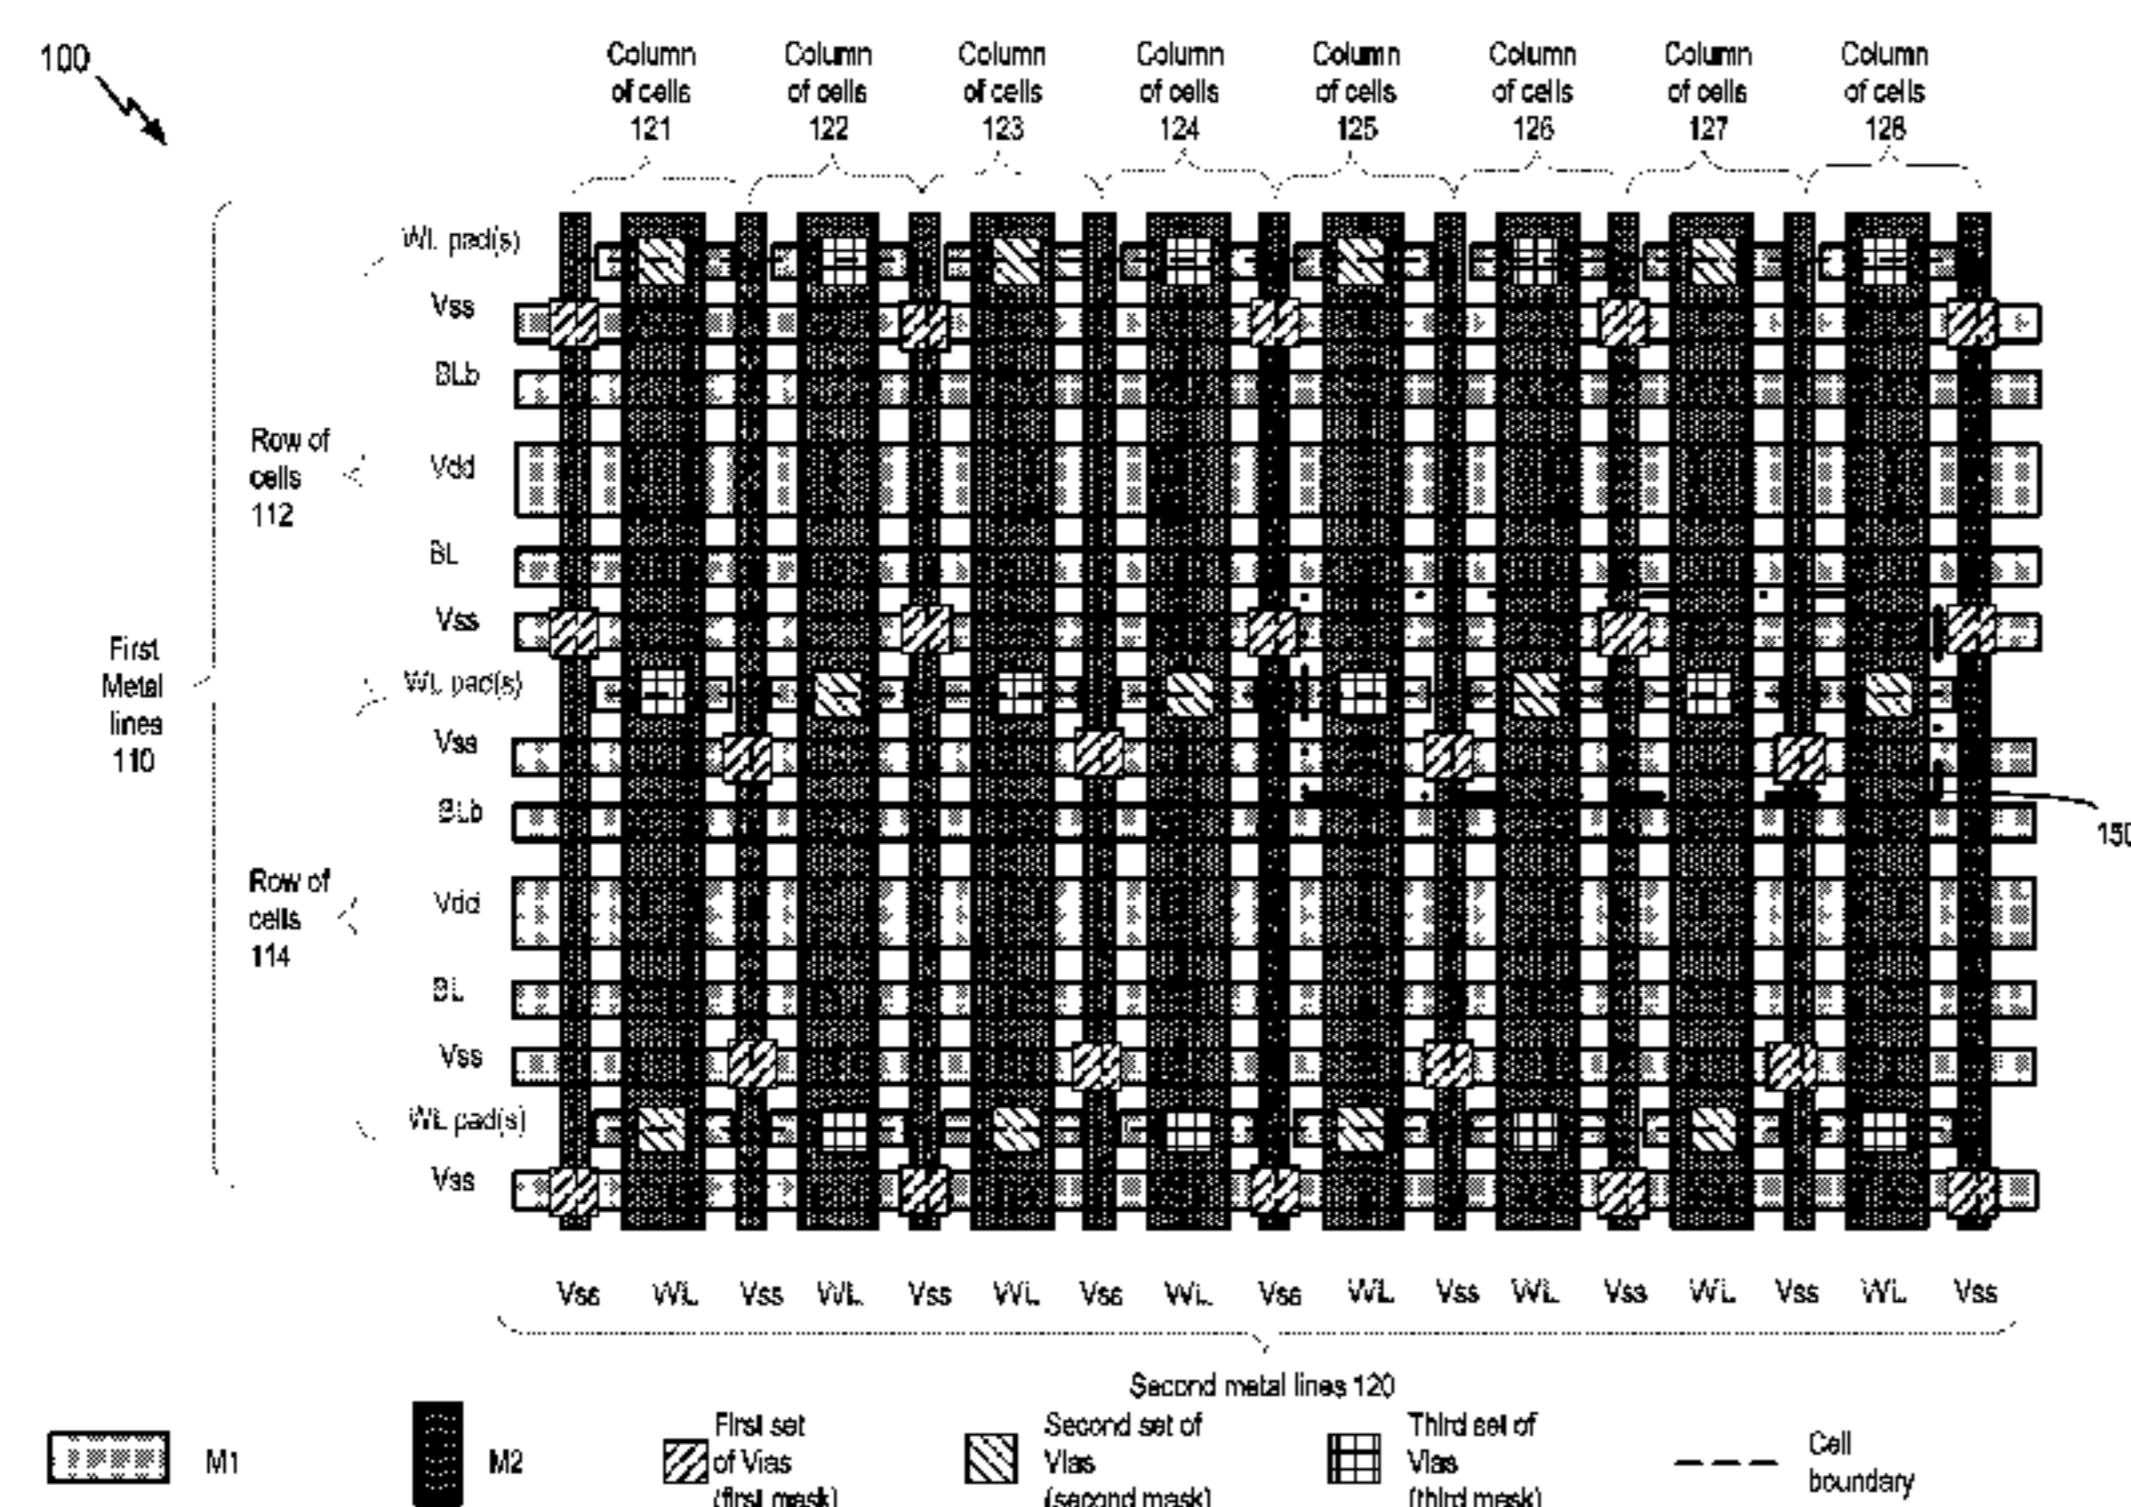 100
Column of cells 121
Column of cells 122
Column of cells 123
Column of cells 124
Column of cells 125
Column of cells 126
Column of cells 127
Column of cells 128
WL pad(s)
Vss
BLb
Row of cells 112
Vdd
BL
Vss
First Metal lines 110
WL pad(s)
Vss
BLb
150
Row of cells 114
Vdd
BL
Vss
WL pad(s)
Vss
Vss WL Vss WL Vss WL Vss WL Vss WL Vss WL Vss WL Vss WL Vss
Second metal lines 120
M1
M2
First set of Vias (first mask)
Second set of Vias (second mask)
Third set of Vias (third mask)
Cell boundary